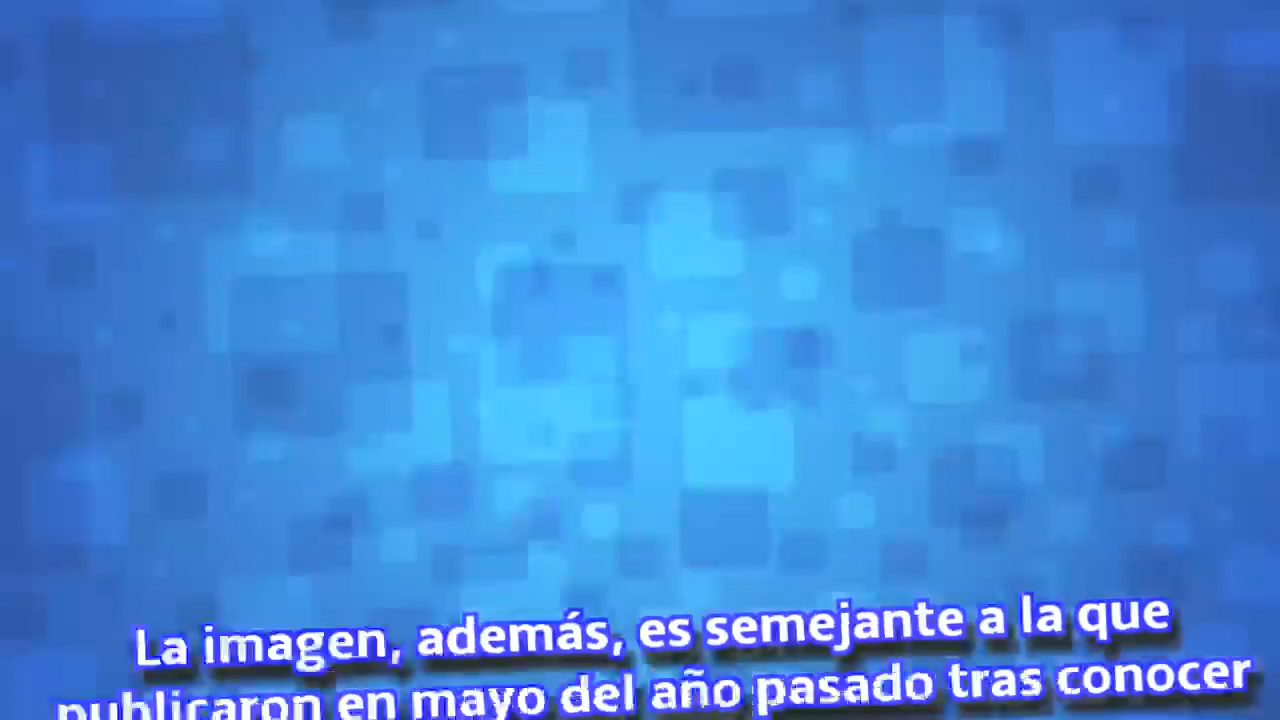 La imagen, además, es semejante a la que
publicaron en mayo del año pasado tras conocer